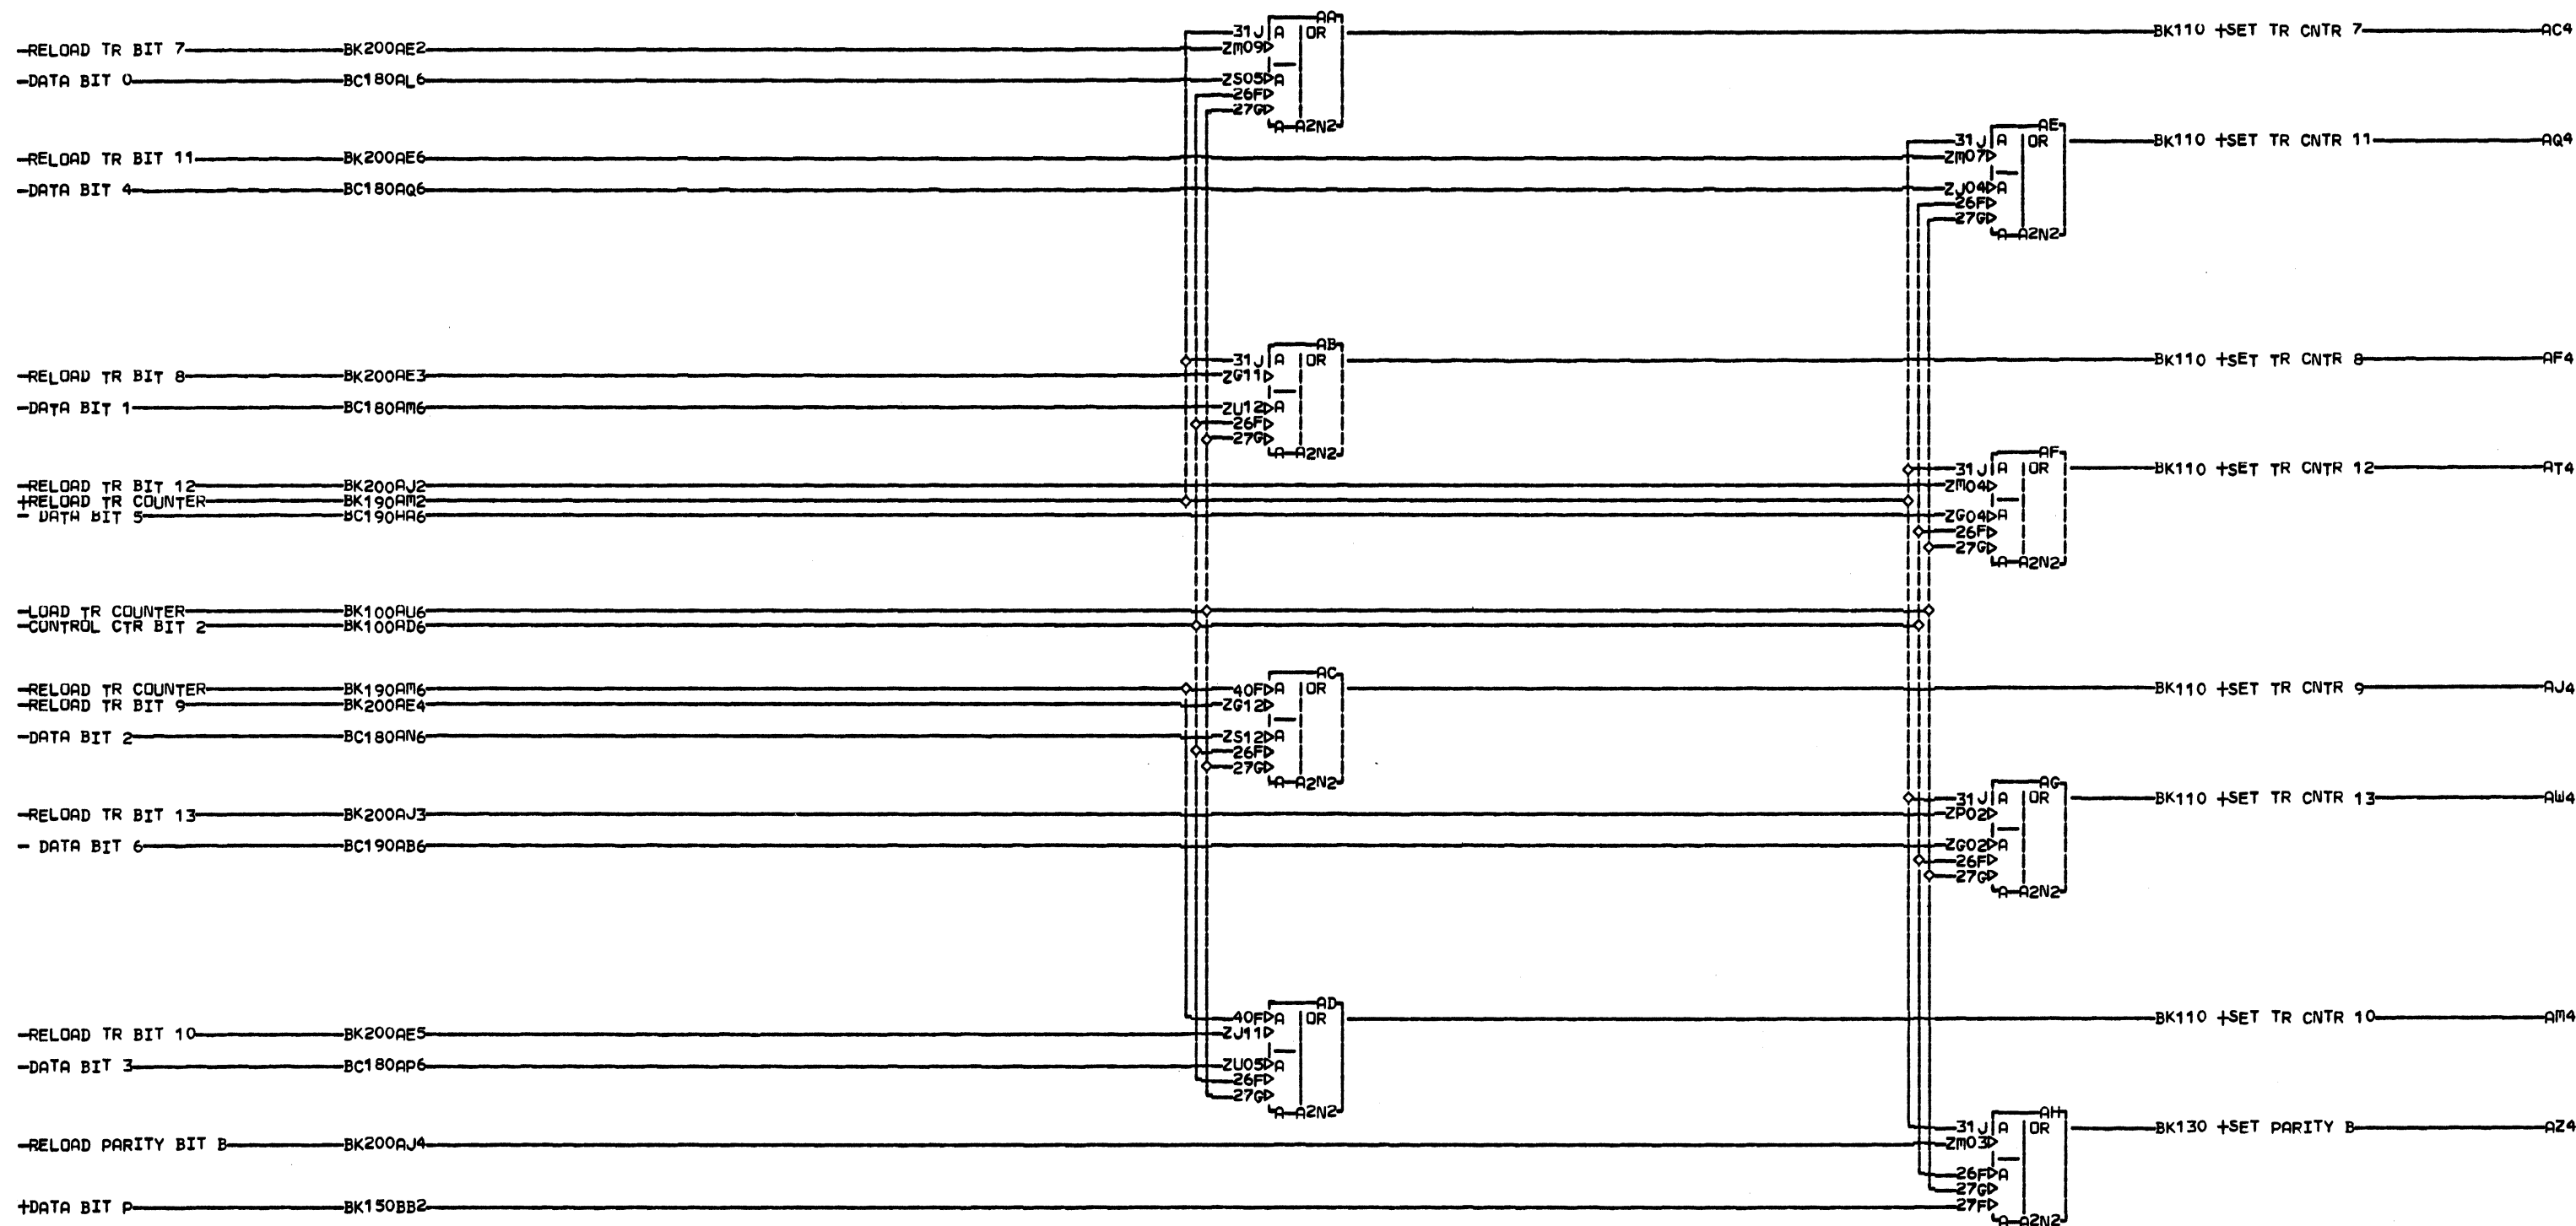 AA
31J A OR BK110 +SET TR CNTR 7 AC4
-RELOAD TR BIT 7 BK200AE2 ZM09
-DATA BIT 0 BC180AL6 ZS05 A
26F
27G
A A2N2
AE
31J A OR BK110 +SET TR CNTR 11 AQ4
-RELOAD TR BIT 11 BK200AE6 ZM07
-DATA BIT 4 BC180AQ6 ZJ04 A
26F
27G
A A2N2
AB
31J A OR BK110 +SET TR CNTR 8 AF4
-RELOAD TR BIT 8 BK200AE3 ZG11
-DATA BIT 1 BC180AM6 ZU12 A
26F
27G
A A2N2
AF
31J A OR BK110 +SET TR CNTR 12 AT4
-RELOAD TR BIT 12 BK200AJ2 ZM04
+RELOAD TR COUNTER BK190AM2
- DATA BIT 5 BC190AA6 ZG04 A
26F
27G
A A2N2
-LOAD TR COUNTER BK100AU6
-CONTROL CTR BIT 2 BK100AD6
AC
-RELOAD TR COUNTER BK190AM6 40F A OR BK110 +SET TR CNTR 9 AJ4
-RELOAD TR BIT 9 BK200AE4 ZG12
-DATA BIT 2 BC180AN6 ZS12 A
26F
27G
A A2N2
AG
31J A OR BK110 +SET TR CNTR 13 AW4
-RELOAD TR BIT 13 BK200AJ3 ZP02
- DATA BIT 6 BC190AB6 ZG02 A
26F
27G
A A2N2
AD
40F A OR BK110 +SET TR CNTR 10 AM4
-RELOAD TR BIT 10 BK200AE5 ZJ11
-DATA BIT 3 BC180AP6 ZU05 A
26F
27G
A A2N2
AH
31J A OR BK130 +SET PARITY B AZ4
-RELOAD PARITY BIT B BK200AJ4 ZM03
26F A
27G
+DATA BIT P BK150BB2 27F
A A2N2